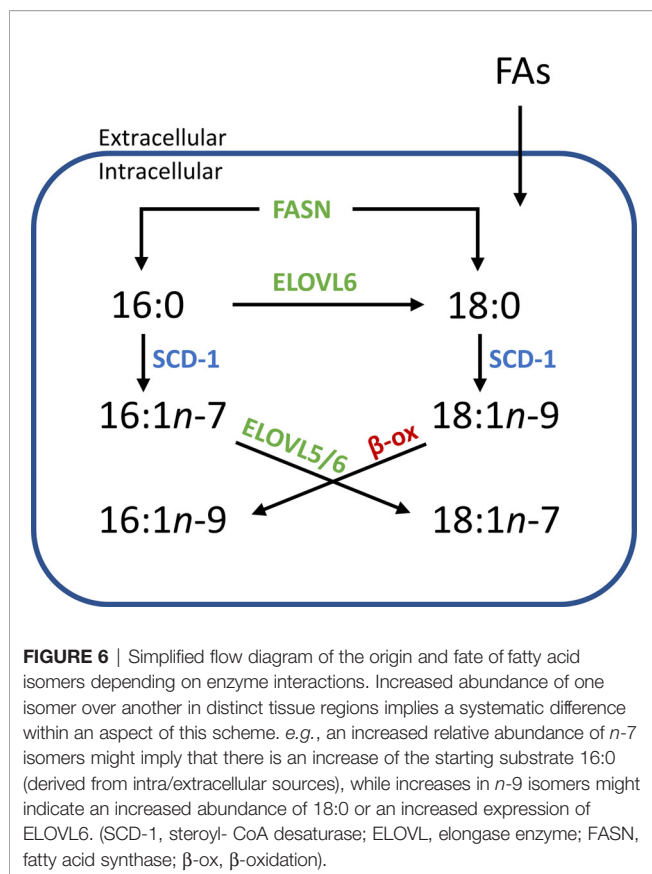 FAs
Extracellular
Intracellular
FASN
ELOVL6
16:0
18:0
SCD-1
SCD-1
16:1n-7
18:1n-9
ELOVL5/6
β-ox
16:1n-9
18:1n-7
FIGURE 6 | Simplified flow diagram of the origin and fate of fatty acid
isomers depending on enzyme interactions. Increased abundance of one
isomer over another in distinct tissue regions implies a systematic difference
within an aspect of this scheme. e.g., an increased relative abundance of n-7
isomers might imply that there is an increase of the starting substrate 16:0
(derived from intra/extracellular sources), while increases in n-9 isomers might
indicate an increased abundance of 18:0 or an increased expression of
ELOVL6. (SCD-1, steroyl- CoA desaturase; ELOVL, elongase enzyme; FASN,
fatty acid synthase; β-ox, β-oxidation).